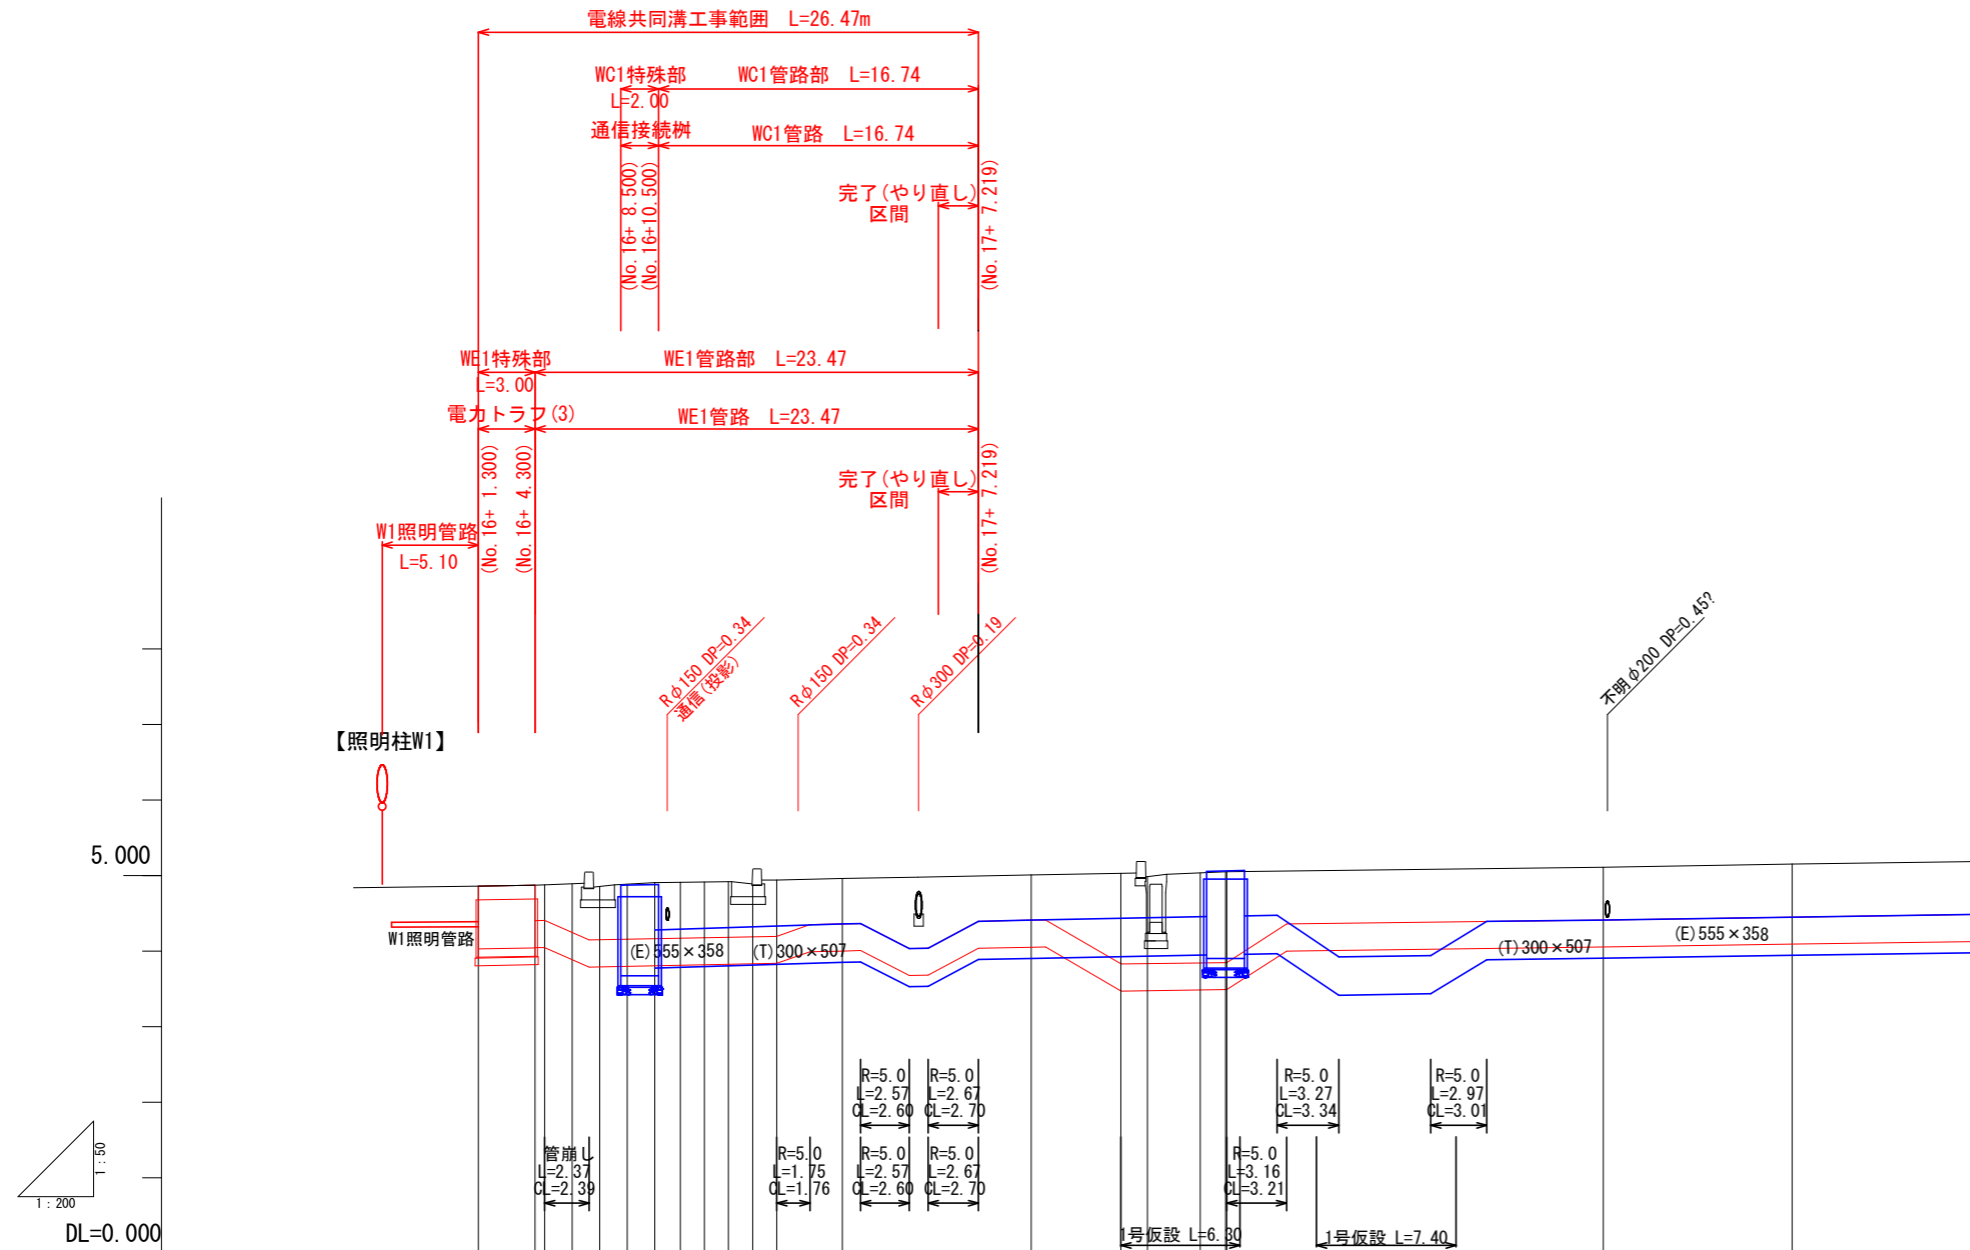 電線共同溝工事範囲 L=26.47m
WC1特殊部
L=2.00
WC1管路部 L=16.74
通信接続桝
WC1管路 L=16.74
(No.16+ 8.500)
(No.16+10.500)
完了(やり直し)
区間
(No.17+ 7.219)
WE1特殊部
L=3.00
WE1管路部 L=23.47
電力トラフ(3)
WE1管路 L=23.47
(No.16+ 1.300)
(No.16+ 4.300)
完了(やり直し)
区間
(No.17+ 7.219)
W1照明管路
L=5.10
Rφ150 DP=0.34
通信(投影)
Rφ150 DP=0.34
Rφ300 DP=0.19
不明φ200 DP=0.45?
【照明柱W1】
5.000
W1照明管路
(E)555×358
(T)300×507
(T)300×507
(E)555×358
R=5.0
L=2.57
CL=2.60
R=5.0
L=2.67
CL=2.70
R=5.0
L=3.27
CL=3.34
R=5.0
L=2.97
CL=3.01
管崩し
L=2.37
CL=2.39
R=5.0
L=1.75
CL=1.76
R=5.0
L=2.57
CL=2.60
R=5.0
L=2.67
CL=2.70
R=5.0
L=3.16
CL=3.21
1号仮設 L=6.30
1号仮設 L=7.40
1:50
1:200
DL=0.000